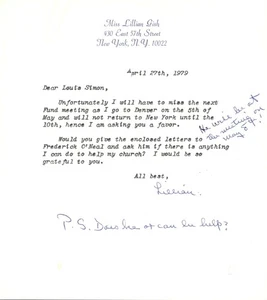 Miss Lillian Gish
430 East 57th Street
New York, N.Y. 10022
April 27th, 1979
Dear Louis Simon,
Unfortunately I will have to miss the next
Fund meeting as I go to Denver on the 5th of
May and will not return to New York until the
10th, hence I am asking you a favor.
Would you give the enclosed letters to
Frederick O'Neal and ask him if there is anything
I can do to help my church? I would be so
grateful to you.
All best,
Lillian
P.S. Does he or can he help?
He will be at
the meeting on
May 8